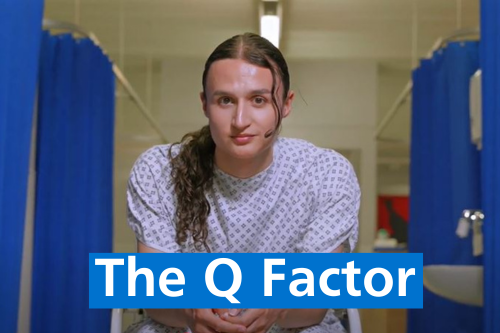 The Q Factor